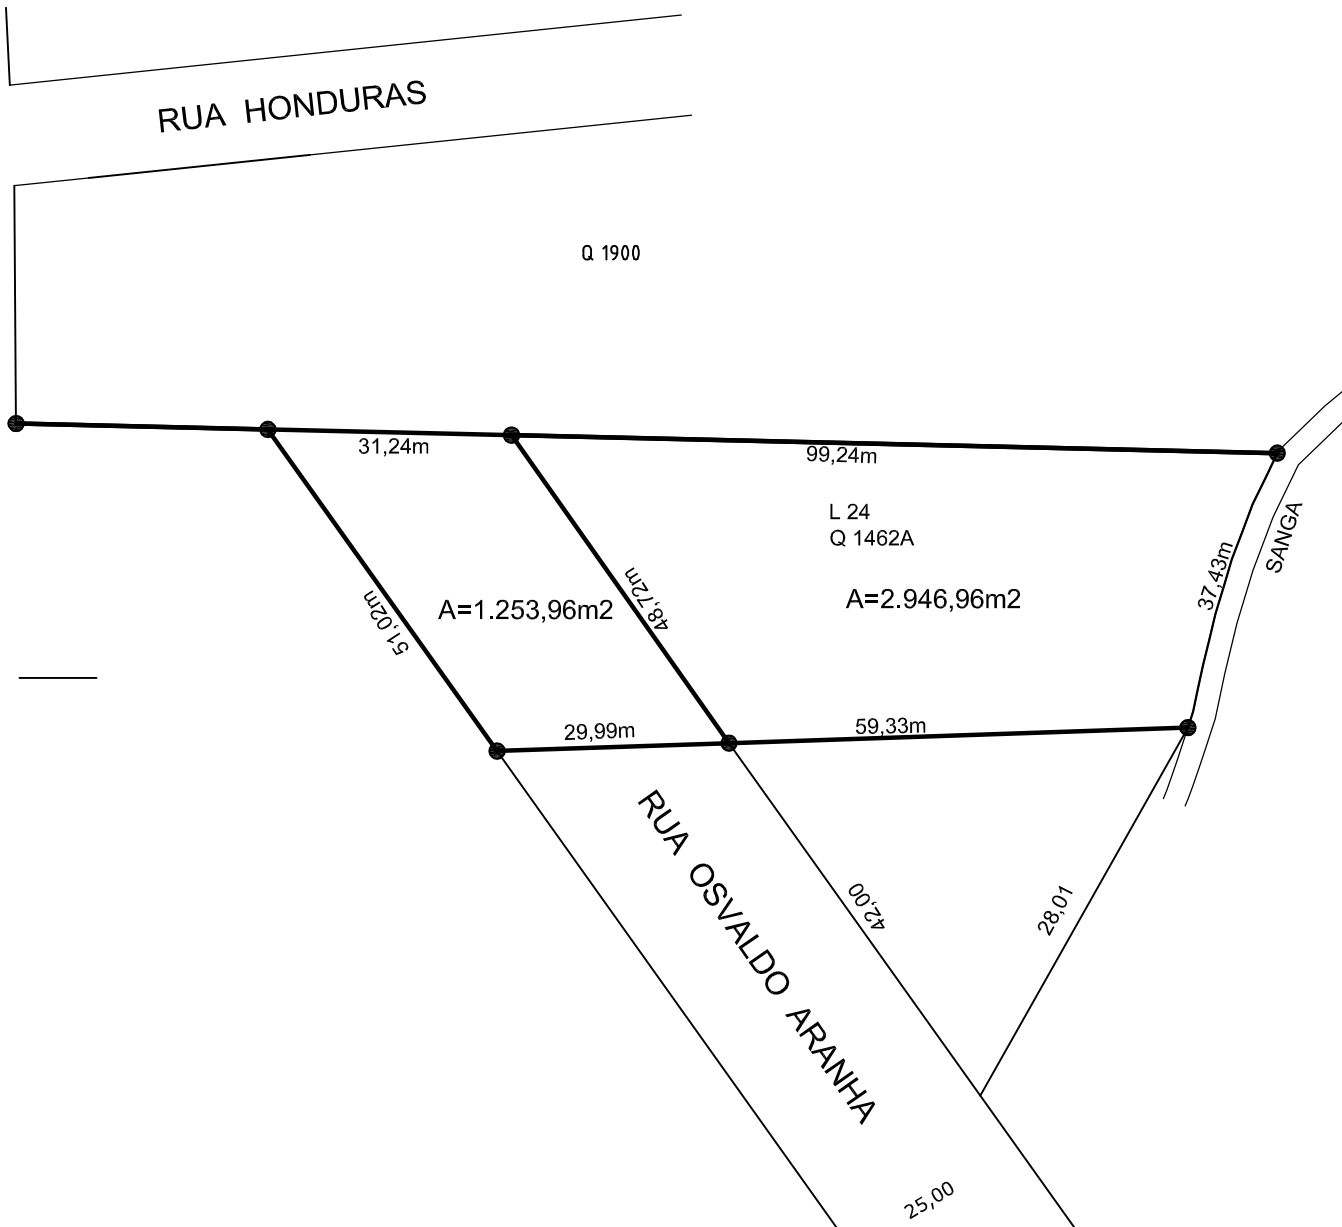 RUA HONDURAS
Q 1900
31,24m
99,24m
L 24
Q 1462A
SANGA
37,43m
48,72m
A=2.946,96m2
A=1.253,96m2
51,02m
29,99m
59,33m
RUA OSVALDO ARANHA
42,00
28,01
25,00